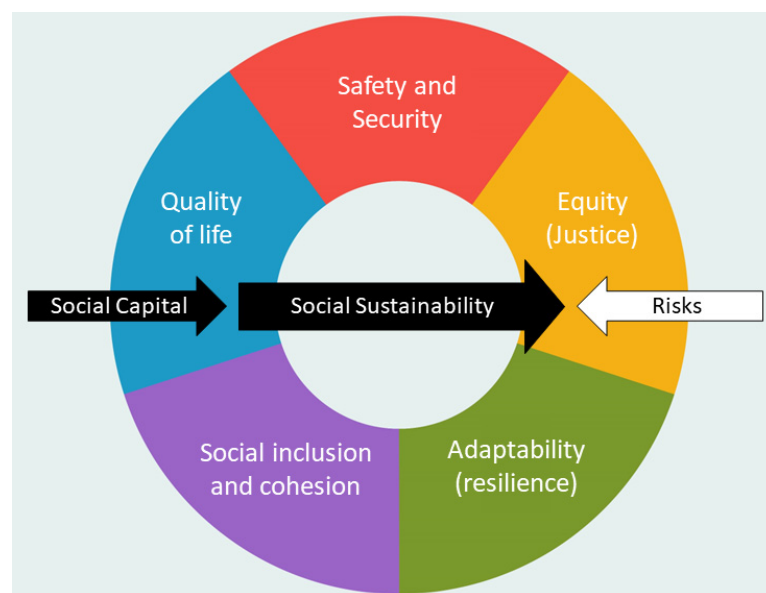 Safety and
Security
Quality
of life
Equity
(Justice)
Social Capital
Social Sustainability
Risks
Social inclusion
and cohesion
Adaptability
(resilience)